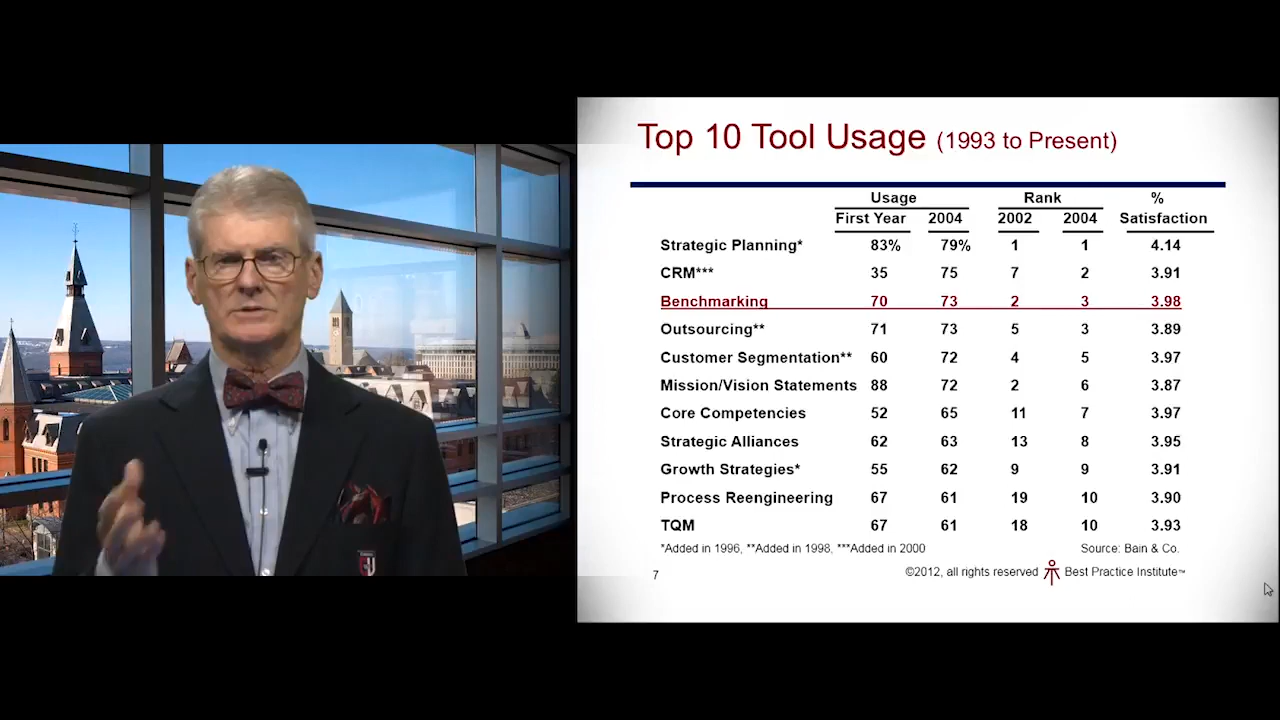 Top 10 Tool Usage (1993 to Present)
Usage Rank %
First Year 2004 2002 2004 Satisfaction
Strategic Planning* 83% 79% 1 1 4.14
CRM*** 35 75 7 2 3.91
Benchmarking 70 73 2 3 3.98
Outsourcing** 71 73 5 3 3.89
Customer Segmentation** 60 72 4 5 3.97
Mission/Vision Statements 88 72 2 6 3.87
Core Competencies 52 65 11 7 3.97
Strategic Alliances 62 63 13 8 3.95
Growth Strategies* 55 62 9 9 3.91
Process Reengineering 67 61 19 10 3.90
TQM 67 61 18 10 3.93
*Added in 1996, **Added in 1998, ***Added in 2000 Source: Bain & Co.
7 ©2012, all rights reserved Best Practice Institute™